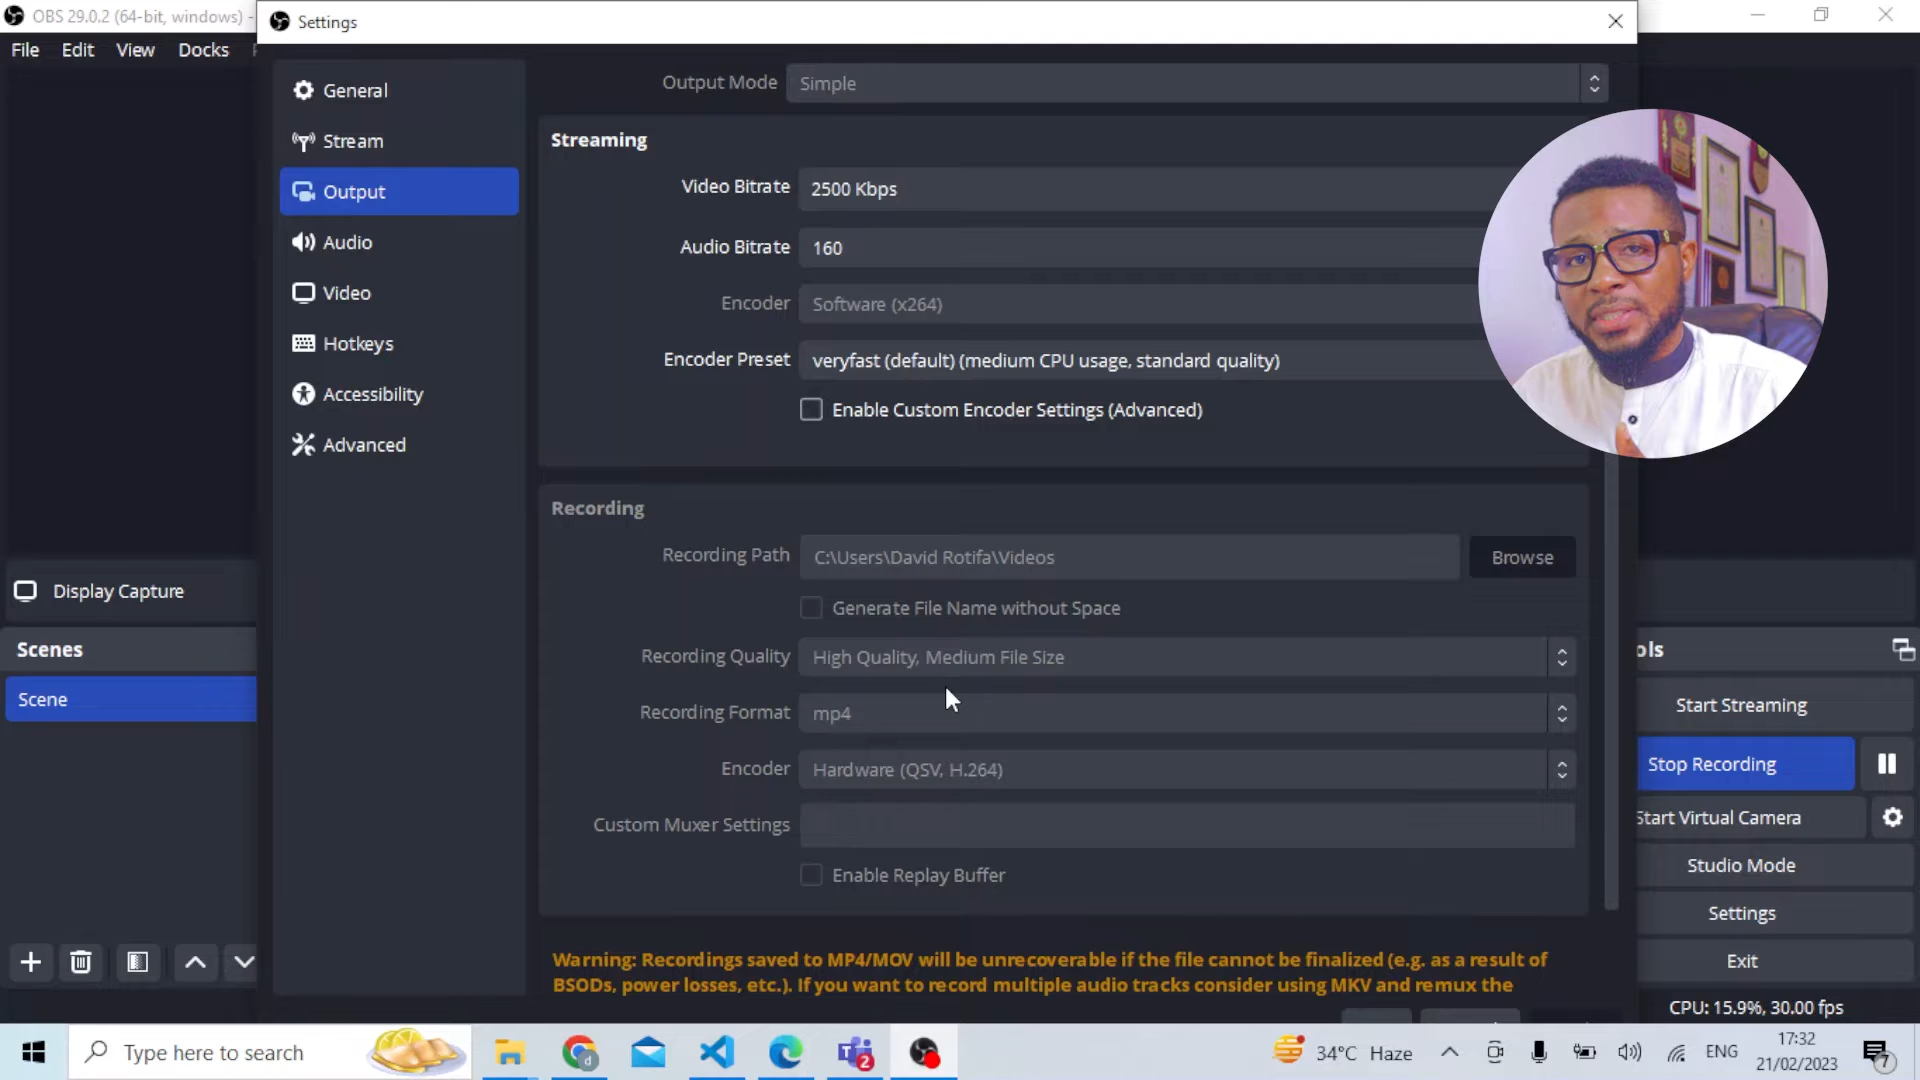 OBS 29.0.2 (64-bit, windows) -
Settings
File Edit View Docks
General
Stream
Output
Audio
Video
Hotkeys
Accessibility
Advanced
Output Mode Simple
Streaming
Video Bitrate 2500 Kbps
Audio Bitrate 160
Encoder Software (x264)
Encoder Preset veryfast (default) (medium CPU usage, standard quality)
Enable Custom Encoder Settings (Advanced)
Recording
Recording Path C:\Users\David Rotifa\Videos Browse
Generate File Name without Space
Recording Quality High Quality, Medium File Size
Recording Format mp4
Encoder Hardware (QSV, H.264)
Custom Muxer Settings
Enable Replay Buffer
Warning: Recordings saved to MP4/MOV will be unrecoverable if the file cannot be finalized (e.g. as a result of
BSODs, power losses, etc.). If you want to record multiple audio tracks consider using MKV and remux the
Display Capture
Scenes
Scene
ols
Start Streaming
Stop Recording
Start Virtual Camera
Studio Mode
Settings
Exit
CPU: 15.9%, 30.00 fps
Type here to search
d
2
34°C Haze
ENG
17:32
21/02/2023
7